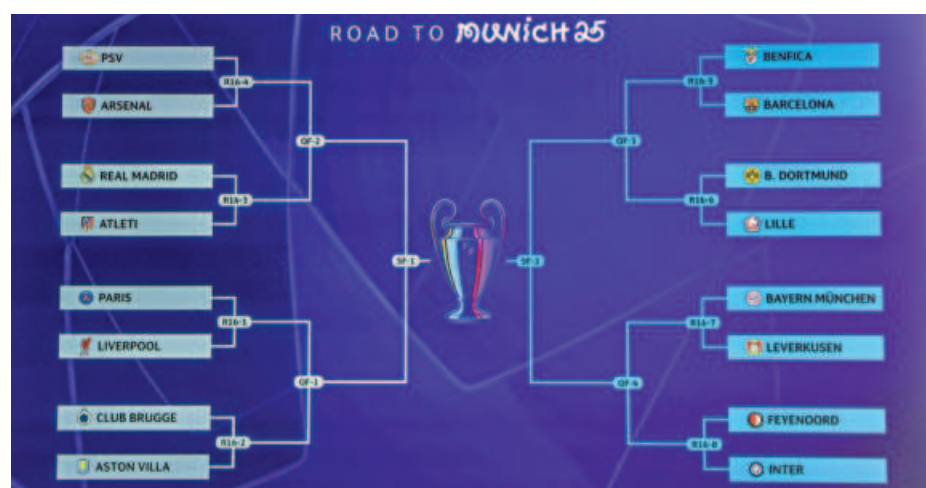 ROAD TO MUNICH 25
PSV
R16-4
ARSENAL
QF-2
REAL MADRID
R16-3
ATLETI
SF-1
PARIS
R16-1
LIVERPOOL
QF-1
CLUB BRUGGE
R16-2
ASTON VILLA
BENFICA
R16-5
BARCELONA
QF-3
B. DORTMUND
R16-6
LILLE
SF-2
BAYERN MÜNCHEN
R16-7
LEVERKUSEN
QF-4
FEYENOORD
R16-8
INTER